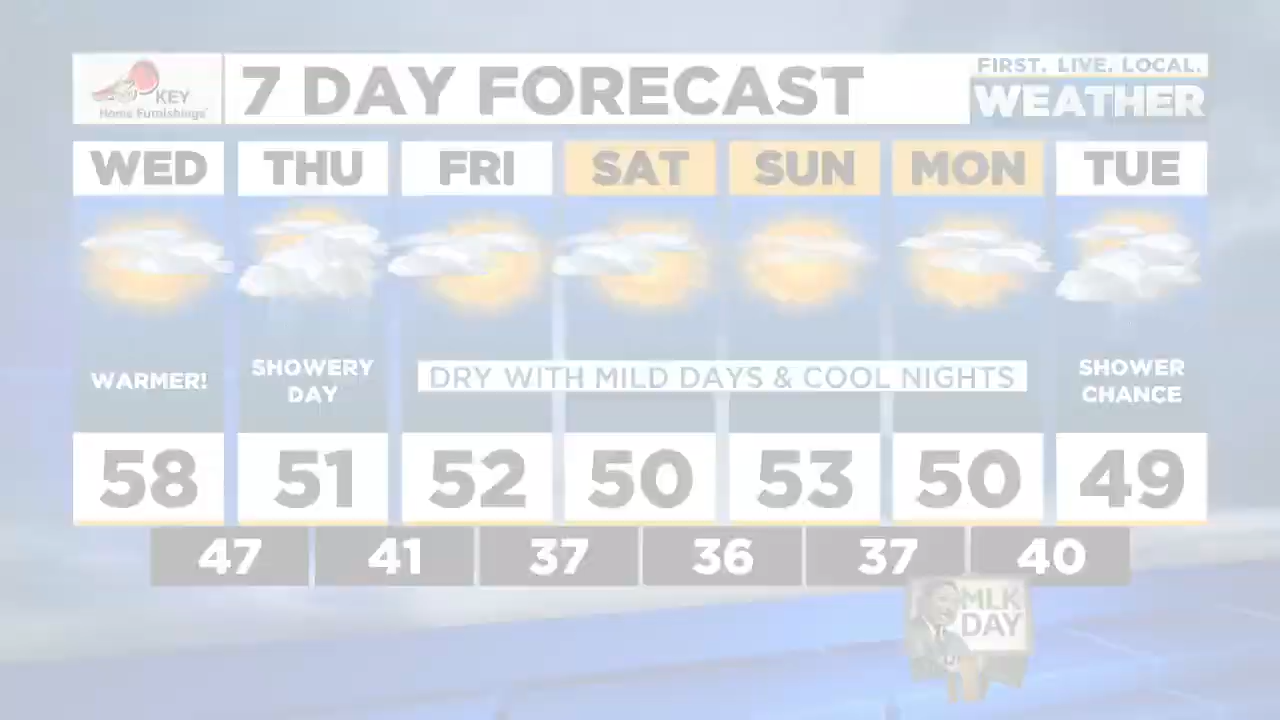 KEY
Home Furnishings
7 DAY FORECAST
FIRST. LIVE. LOCAL.
WEATHER
WED THU FRI SAT SUN MON TUE
WARMER!
SHOWERY
DAY
DRY WITH MILD DAYS & COOL NIGHTS
SHOWER
CHANCE
58 51 52 50 53 50 49
47 41 37 36 37 40
MLK
DAY